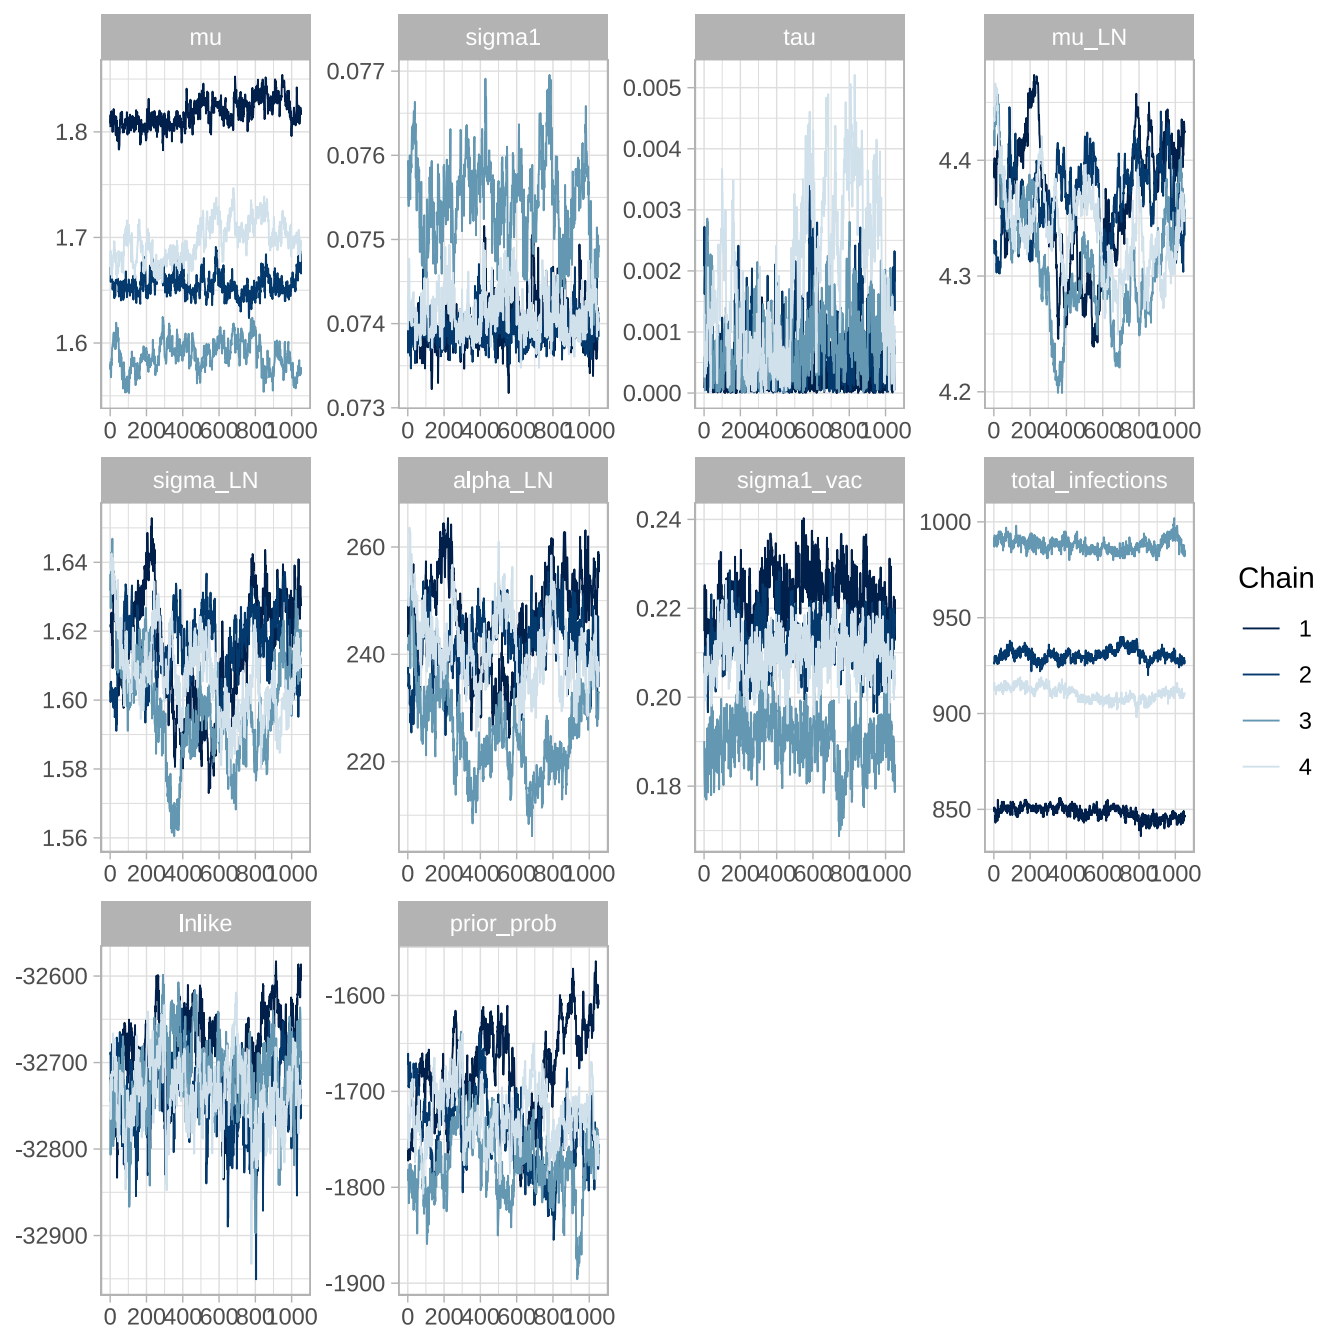 mu
sigma1
tau
mu_LN
1.8
1.7
1.6
0 200 400 600 800 1000
0.077
0.076
0.075
0.074
0.073
0 200 400 600 800 1000
0.005
0.004
0.003
0.002
0.001
0.000
0 200 400 600 800 1000
4.4
4.3
4.2
0 200 400 600 800 1000
sigma_LN
alpha_LN
sigma1_vac
total_infections
1.64
1.62
1.60
1.58
1.56
0 200 400 600 800 1000
260
240
220
0 200 400 600 800 1000
0.24
0.22
0.20
0.18
0 200 400 600 800 1000
1000
950
900
850
0 200 400 600 800 1000
Chain
1
2
3
4
lnlike
prior_prob
-32600
-32700
-32800
-32900
0 200 400 600 800 1000
-1600
-1700
-1800
-1900
0 200 400 600 800 1000